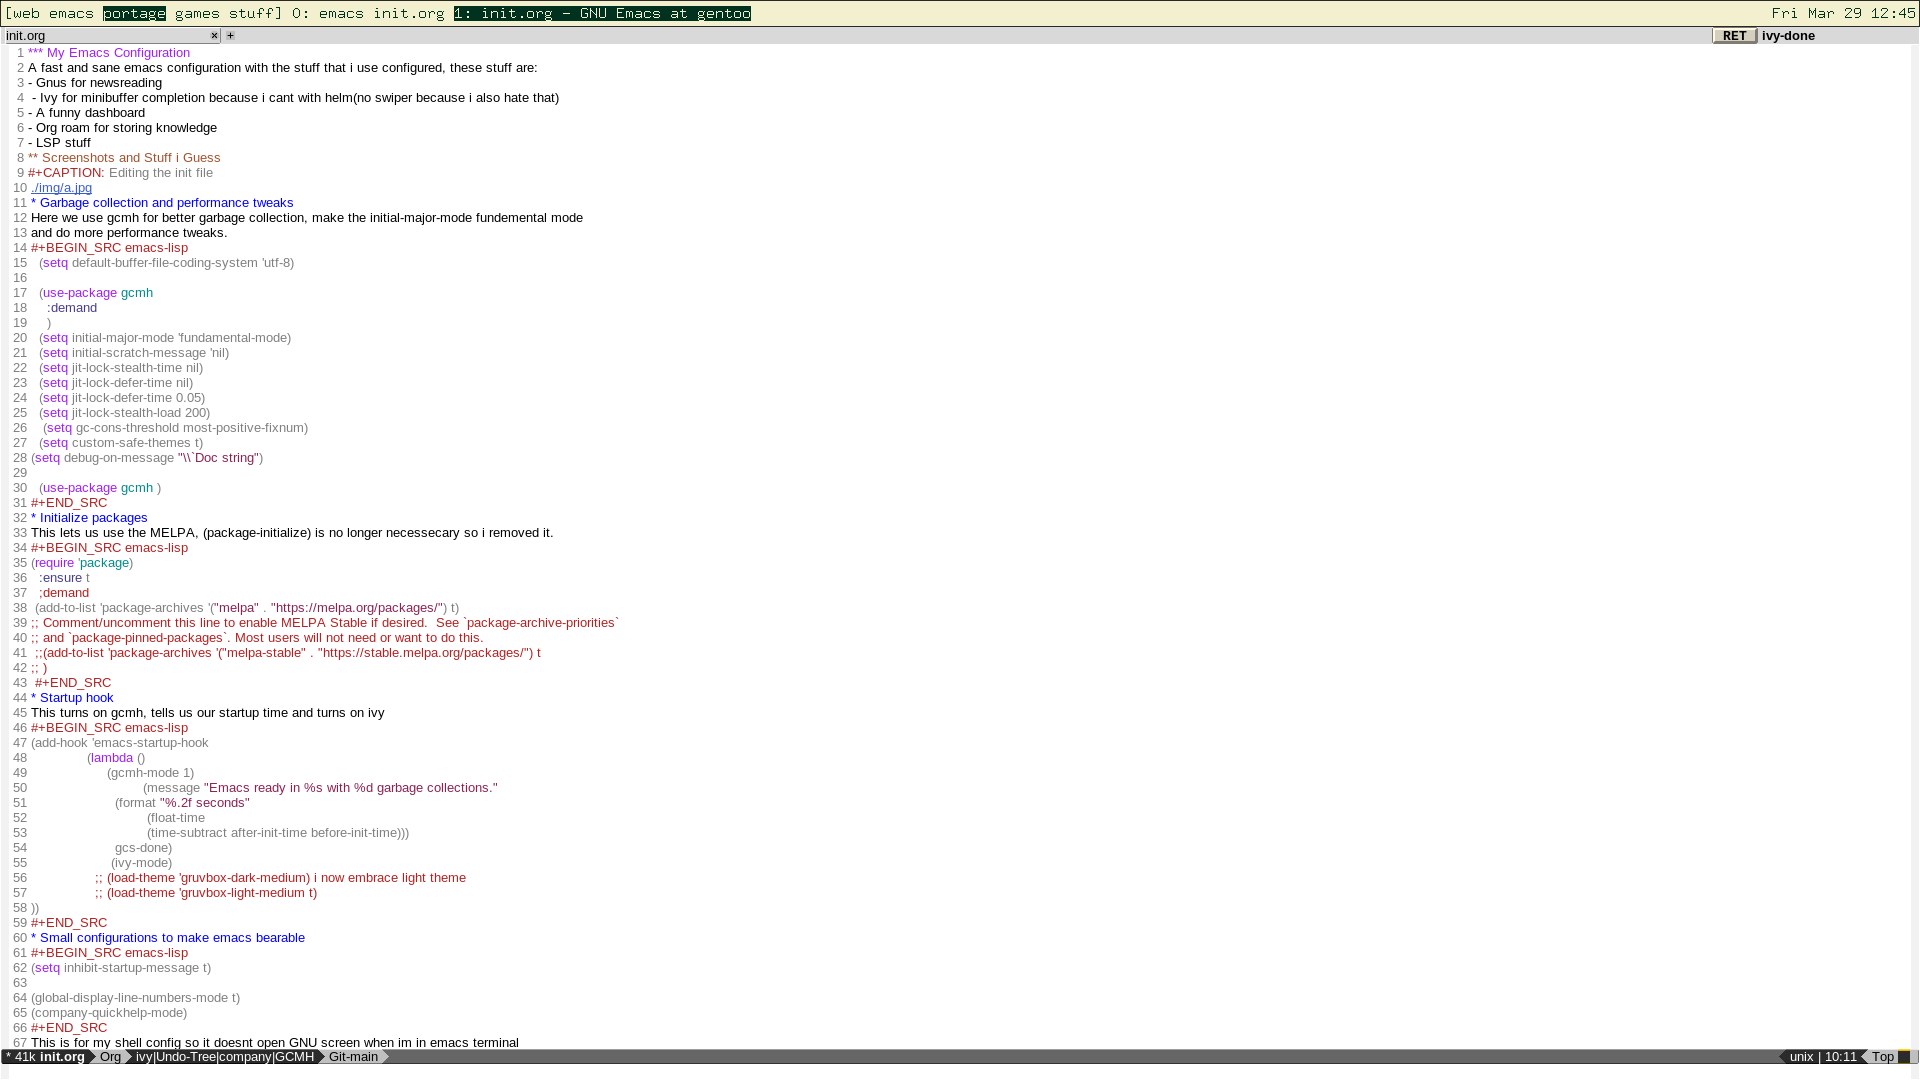 [web emacs portage games stuff] 0: emacs init.org 1: init.org - GNU Emacs at gentoo Fri Mar 29 12:45
init.org × + RET ivy-done
1 *** My Emacs Configuration
2 A fast and sane emacs configuration with the stuff that i use configured, these stuff are:
3 - Gnus for newsreading
4  - Ivy for minibuffer completion because i cant with helm(no swiper because i also hate that)
5 - A funny dashboard
6 - Org roam for storing knowledge
7 - LSP stuff
8 ** Screenshots and Stuff i Guess
9 #+CAPTION: Editing the init file
10 ./img/a.jpg
11 * Garbage collection and performance tweaks
12 Here we use gcmh for better garbage collection, make the initial-major-mode fundemental mode
13 and do more performance tweaks.
14 #+BEGIN_SRC emacs-lisp
15   (setq default-buffer-file-coding-system 'utf-8)
16
17   (use-package gcmh
18     :demand
19     )
20   (setq initial-major-mode 'fundamental-mode)
21   (setq initial-scratch-message 'nil)
22   (setq jit-lock-stealth-time nil)
23   (setq jit-lock-defer-time nil)
24   (setq jit-lock-defer-time 0.05)
25   (setq jit-lock-stealth-load 200)
26    (setq gc-cons-threshold most-positive-fixnum)
27   (setq custom-safe-themes t)
28 (setq debug-on-message "\\`Doc string")
29
30   (use-package gcmh )
31 #+END_SRC
32 * Initialize packages
33 This lets us use the MELPA, (package-initialize) is no longer necessecary so i removed it.
34 #+BEGIN_SRC emacs-lisp
35 (require 'package)
36   :ensure t
37   ;demand
38  (add-to-list 'package-archives '("melpa" . "https://melpa.org/packages/") t)
39 ;; Comment/uncomment this line to enable MELPA Stable if desired.  See `package-archive-priorities`
40 ;; and `package-pinned-packages`. Most users will not need or want to do this.
41  ;;(add-to-list 'package-archives '("melpa-stable" . "https://stable.melpa.org/packages/") t
42 ;; )
43  #+END_SRC
44 * Startup hook
45 This turns on gcmh, tells us our startup time and turns on ivy
46 #+BEGIN_SRC emacs-lisp
47 (add-hook 'emacs-startup-hook
48 (lambda ()
49 (gcmh-mode 1)
50 (message "Emacs ready in %s with %d garbage collections."
51 (format "%.2f seconds"
52 (float-time
53 (time-subtract after-init-time before-init-time)))
54 gcs-done)
55 (ivy-mode)
56 ;; (load-theme 'gruvbox-dark-medium) i now embrace light theme
57 ;; (load-theme 'gruvbox-light-medium t)
58 ))
59 #+END_SRC
60 * Small configurations to make emacs bearable
61 #+BEGIN_SRC emacs-lisp
62 (setq inhibit-startup-message t)
63
64 (global-display-line-numbers-mode t)
65 (company-quickhelp-mode)
66 #+END_SRC
67 This is for my shell config so it doesnt open GNU screen when im in emacs terminal
* 41k init.org Org ivy|Undo-Tree|company|GCMH Git-main unix | 10:11 Top